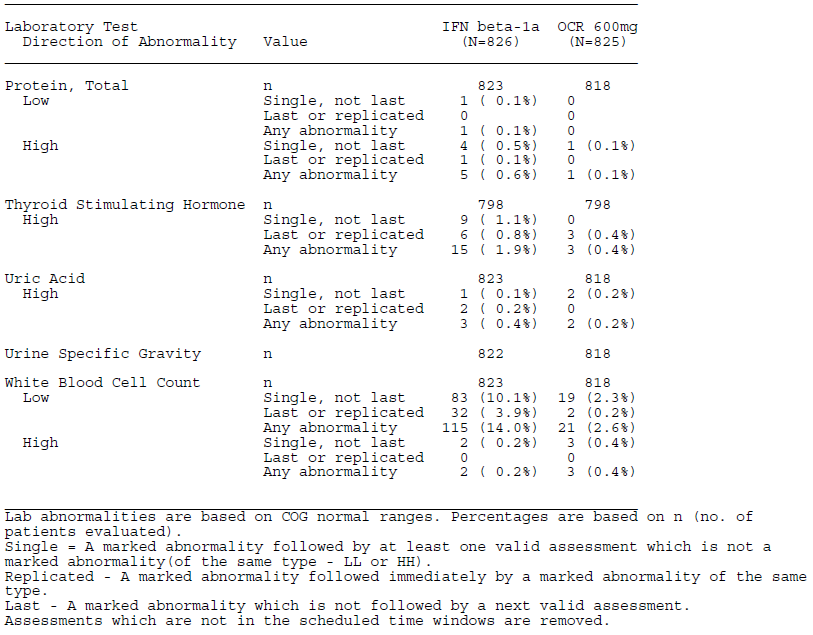 Laboratory Test IFN beta-1a OCR 600mg
Direction of Abnormality Value (N=826) (N=825)
Protein, Total n 823 818
Low Single, not last 1 ( 0.1%) 0
Last or replicated 0 0
Any abnormality 1 ( 0.1%) 0
High Single, not last 4 ( 0.5%) 1 (0.1%)
Last or replicated 1 ( 0.1%) 0
Any abnormality 5 ( 0.6%) 1 (0.1%)
Thyroid Stimulating Hormone n 798 798
High Single, not last 9 ( 1.1%) 0
Last or replicated 6 ( 0.8%) 3 (0.4%)
Any abnormality 15 ( 1.9%) 3 (0.4%)
Uric Acid n 823 818
High Single, not last 1 ( 0.1%) 2 (0.2%)
Last or replicated 2 ( 0.2%) 0
Any abnormality 3 ( 0.4%) 2 (0.2%)
Urine Specific Gravity n 822 818
White Blood Cell Count n 823 818
Low Single, not last 83 (10.1%) 19 (2.3%)
Last or replicated 32 ( 3.9%) 2 (0.2%)
Any abnormality 115 (14.0%) 21 (2.6%)
High Single, not last 2 ( 0.2%) 3 (0.4%)
Last or replicated 0 0
Any abnormality 2 ( 0.2%) 3 (0.4%)
Lab abnormalities are based on COG normal ranges. Percentages are based on n (no. of
patients evaluated).
Single = A marked abnormality followed by at least one valid assessment which is not a
marked abnormality(of the same type - LL or HH).
Replicated - A marked abnormality followed immediately by a marked abnormality of the same
type.
Last - A marked abnormality which is not followed by a next valid assessment.
Assessments which are not in the scheduled time windows are removed.